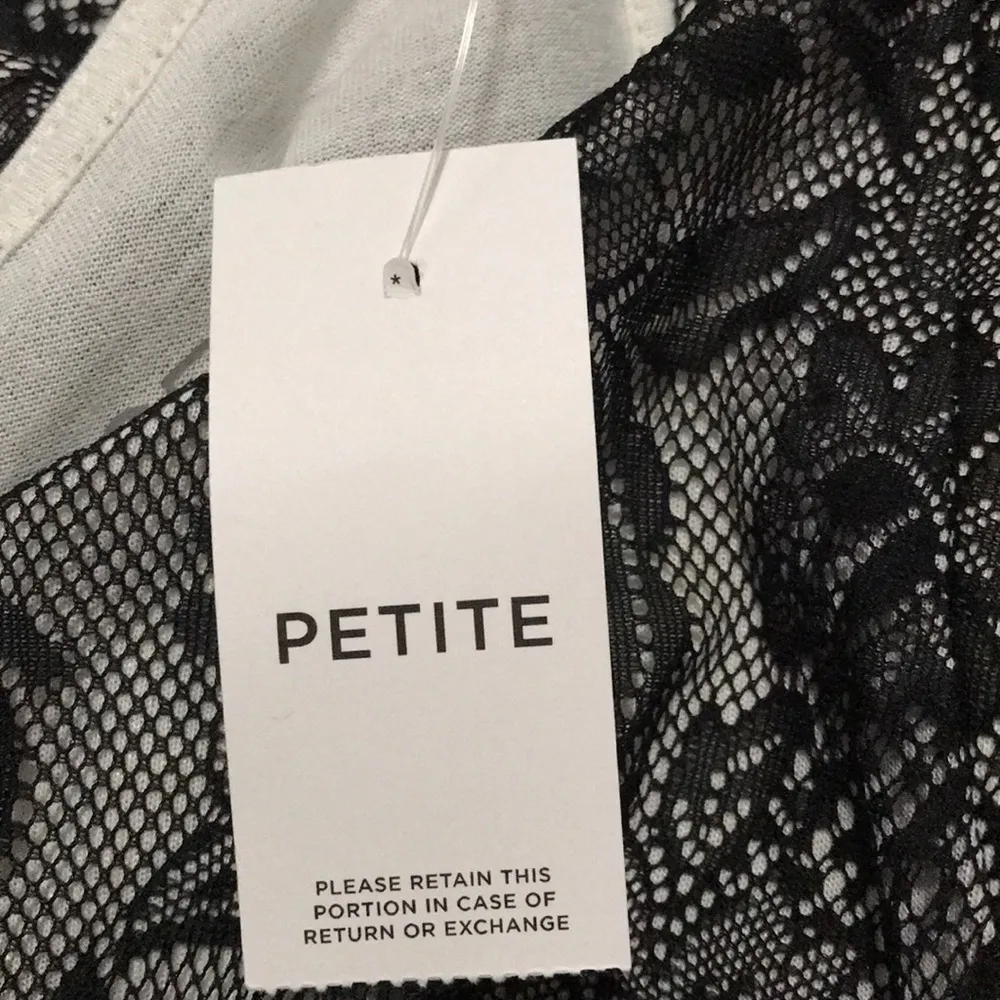 *
PETITE
PLEASE RETAIN THIS
PORTION IN CASE OF
RETURN OR EXCHANGE